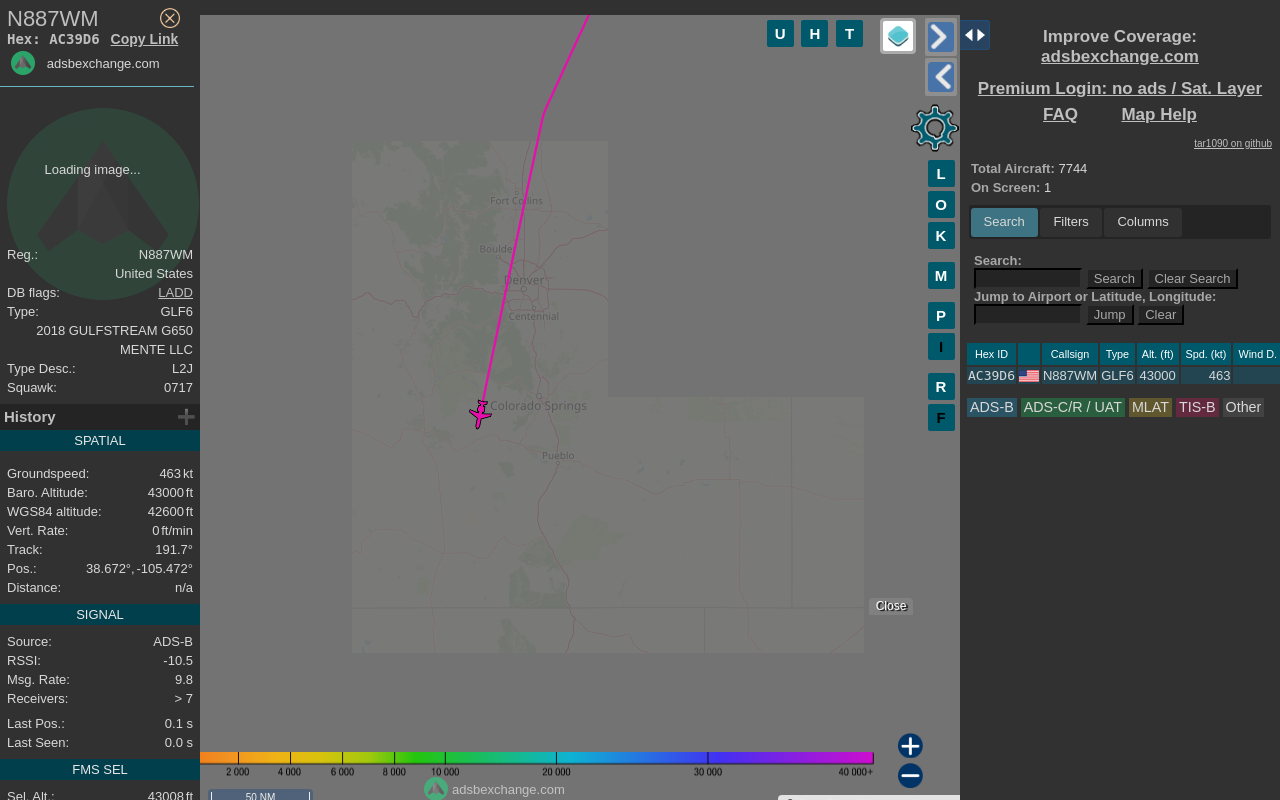 N887WM
Hex: AC39D6 Copy Link
adsbexchange.com
Loading image...
Reg.: N887WM
United States
DB flags: LADD
Type: GLF6
2018 GULFSTREAM G650
MENTE LLC
Type Desc.: L2J
Squawk: 0717
History
SPATIAL
Groundspeed: 463 kt
Baro. Altitude: 43000 ft
WGS84 altitude: 42600 ft
Vert. Rate: 0 ft/min
Track: 191.7°
Pos.: 38.672°, -105.472°
Distance: n/a
SIGNAL
Source: ADS-B
RSSI: -10.5
Msg. Rate: 9.8
Receivers: > 7
Last Pos.: 0.1 s
Last Seen: 0.0 s
FMS SEL
Sel. Alt.: 43008 ft
U H T
L
O
K
M
P
I
R
F
Fort Collins
Boulder
Denver
Centennial
Colorado Springs
Pueblo
Close
2 000 4 000 6 000 8 000 10 000 20 000 30 000 40 000+
adsbexchange.com
50 NM
Improve Coverage:
adsbexchange.com
Premium Login: no ads / Sat. Layer
FAQ Map Help
tar1090 on github
Total Aircraft: 7744
On Screen: 1
Search Filters Columns
Search:
Search Clear Search
Jump to Airport or Latitude, Longitude:
Jump Clear
Hex ID Callsign Type Alt. (ft) Spd. (kt) Wind D.
AC39D6 N887WM GLF6 43000 463
ADS-B ADS-C/R / UAT MLAT TIS-B Other